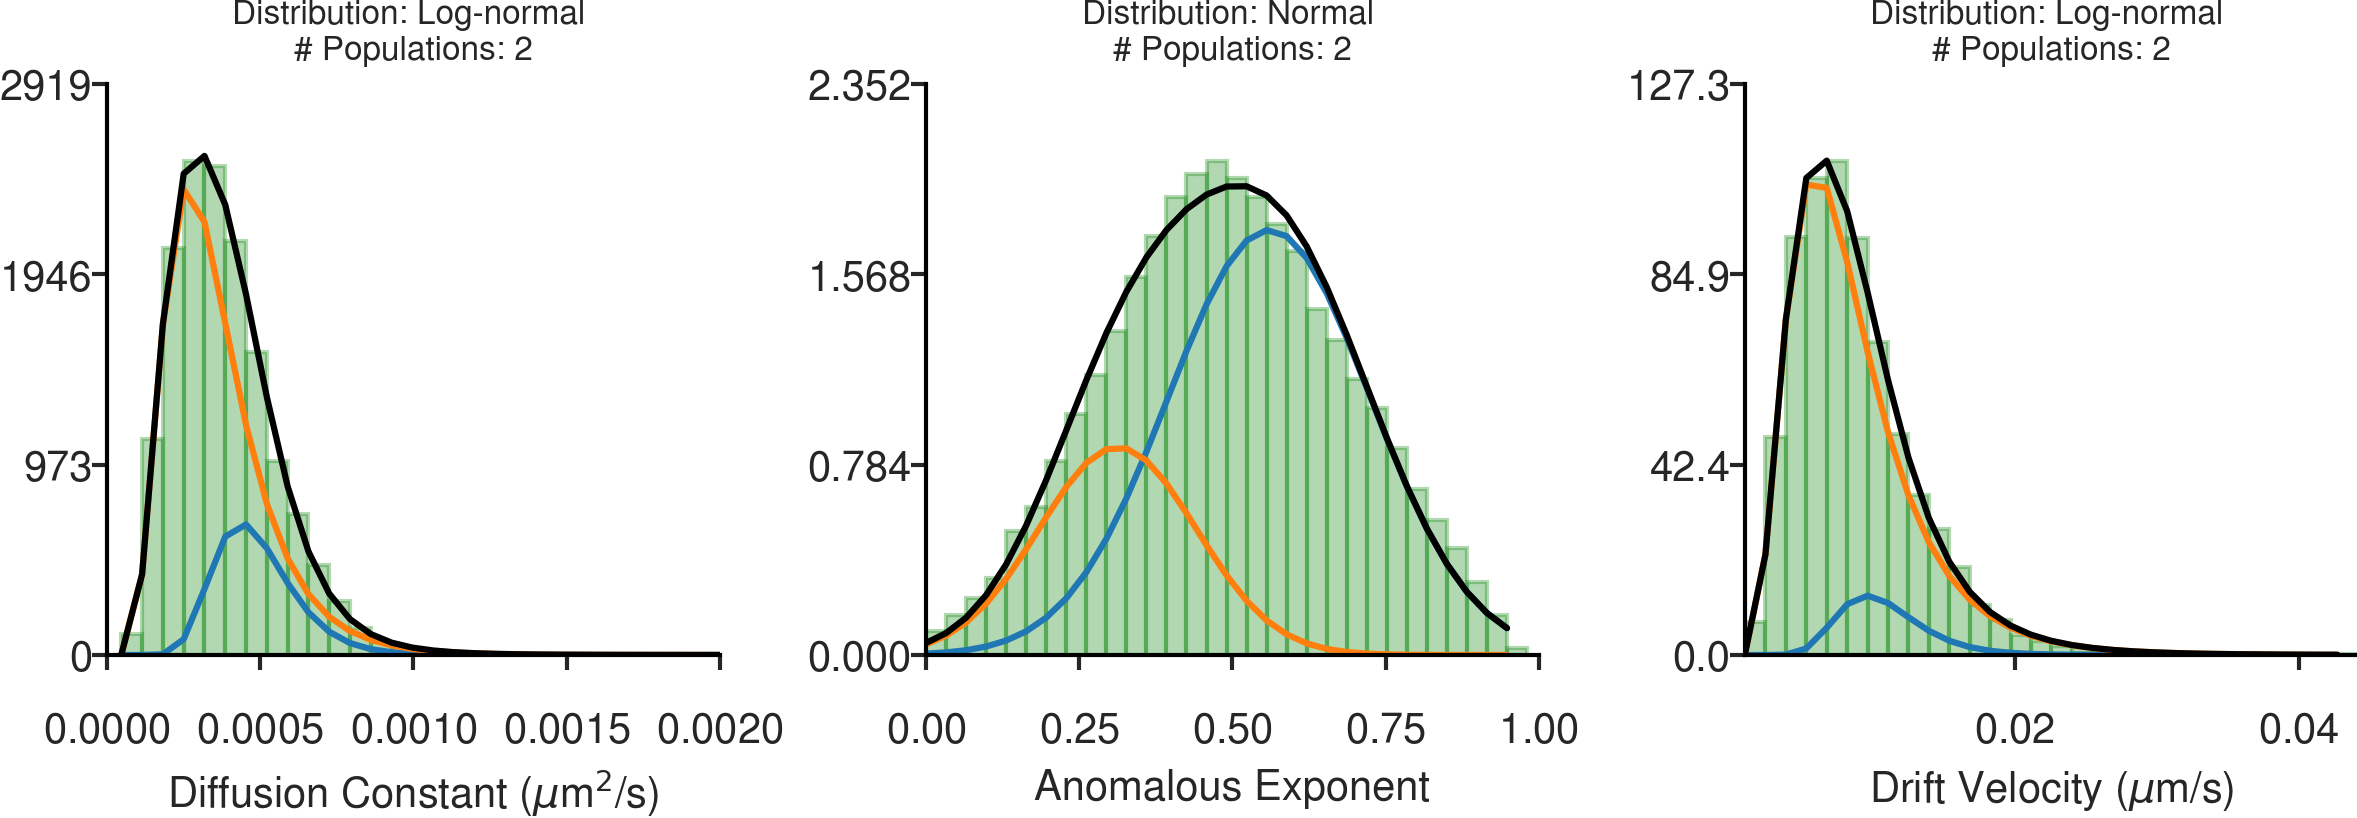 Distribution: Log-normal
# Populations: 2
2919
1946
973
0
0.0000 0.0005 0.0010 0.0015 0.0020
Diffusion Constant (μm²/s)
Distribution: Normal
# Populations: 2
2.352
1.568
0.784
0.000
0.00 0.25 0.50 0.75 1.00
Anomalous Exponent
Distribution: Log-normal
# Populations: 2
127.3
84.9
42.4
0.0
0.02 0.04
Drift Velocity (μm/s)